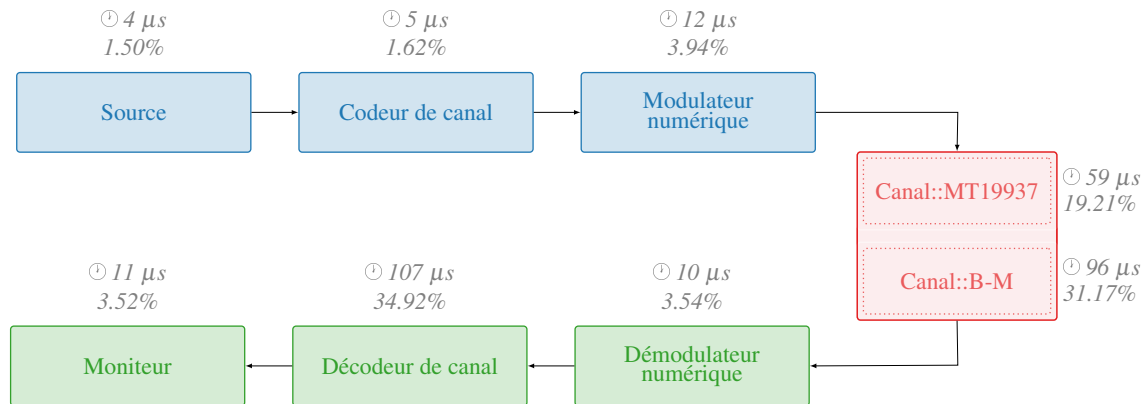 4 μs
1.50%
5 μs
1.62%
12 μs
3.94%
Source
Codeur de canal
Modulateur
numérique
Canal::MT19937
59 μs
19.21%
Canal::B-M
96 μs
31.17%
11 μs
3.52%
107 μs
34.92%
10 μs
3.54%
Moniteur
Décodeur de canal
Démodulateur
numérique